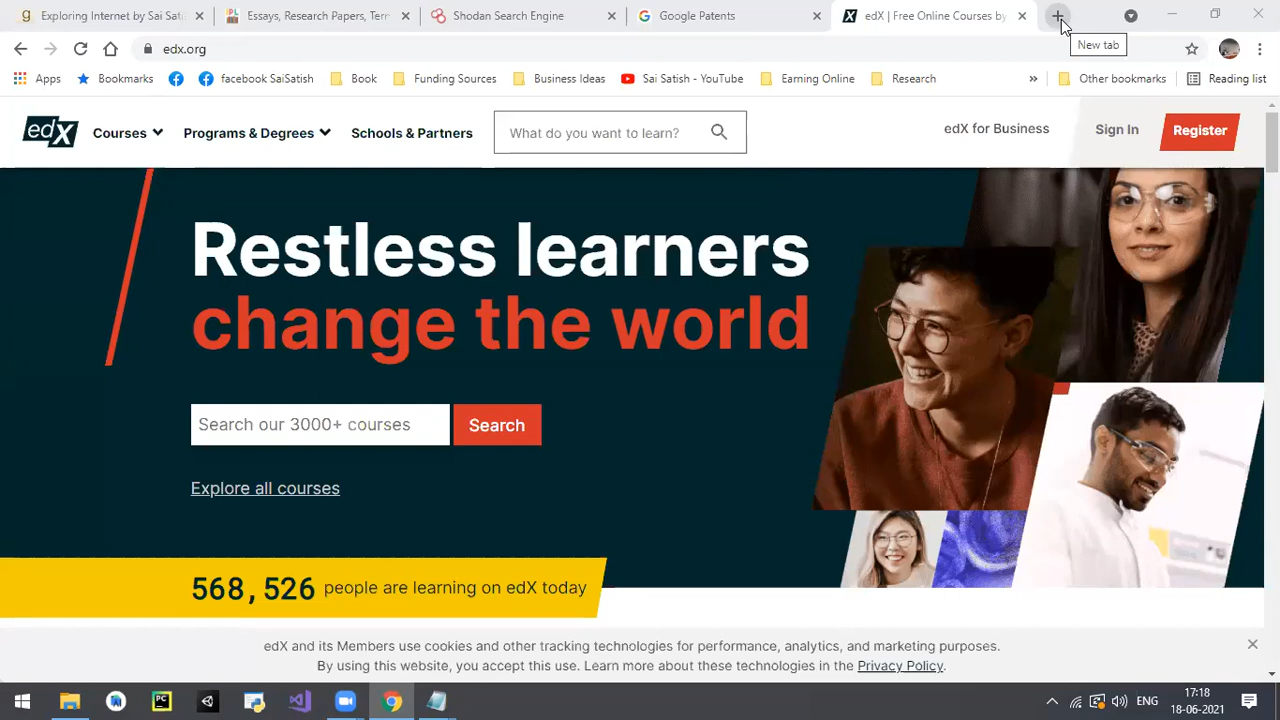 Exploring Internet by Sai Sati
Essays, Research Papers, Tern
Shodan Search Engine
Google Patents
edX | Free Online Courses by
New tab
edx.org
Apps
Bookmarks
facebook SaiSatish
Book
Funding Sources
Business Ideas
Sai Satish - YouTube
Earning Online
Research
»
Other bookmarks
Reading list
edX
Courses
Programs & Degrees
Schools & Partners
What do you want to learn?
edX for Business
Sign In
Register
Restless learners
change the world
Search our 3000+ courses
Search
Explore all courses
568,526 people are learning on edX today
edX and its Members use cookies and other tracking technologies for performance, analytics, and marketing purposes.
By using this website, you accept this use. Learn more about these technologies in the Privacy Policy.
PC
ENG
17:18
18-06-2021